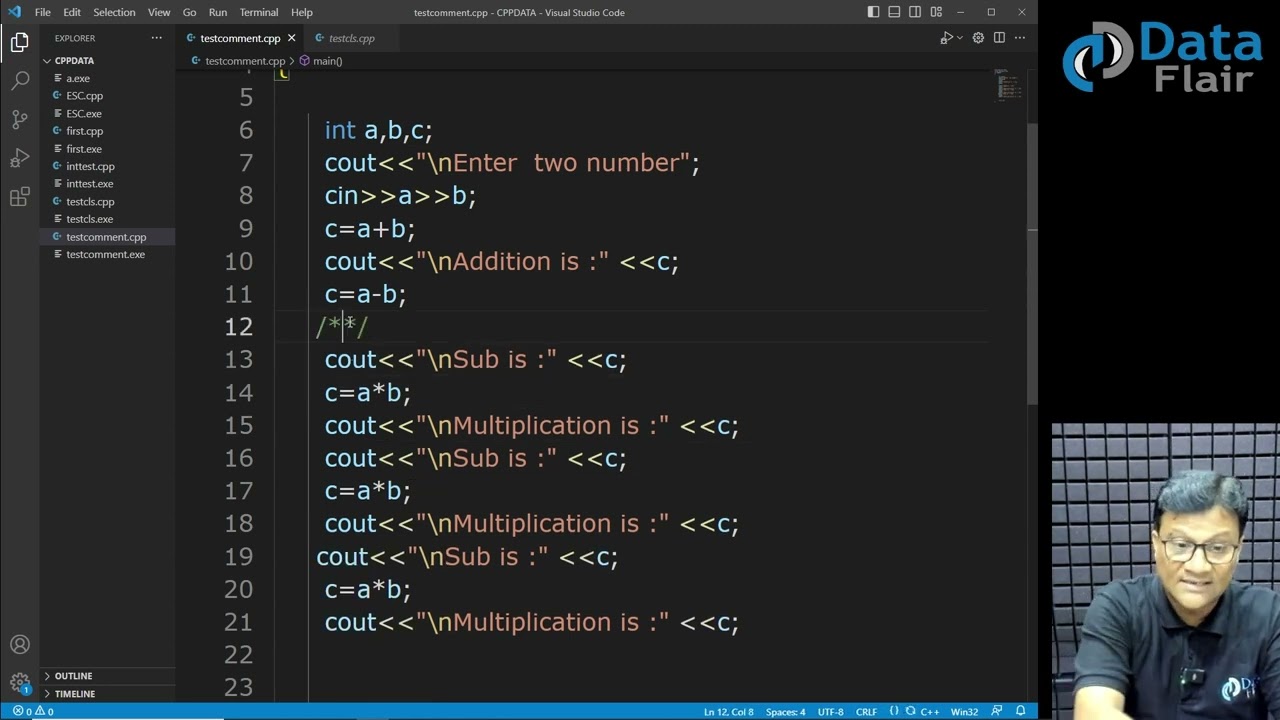 File Edit Selection View Go Run Terminal Help testcomment.cpp - CPPDATA - Visual Studio Code
Data
Flair
EXPLORER ...
testcomment.cpp
testcls.cpp
CPPDATA
testcomment.cpp > main()
a.exe
ESC.cpp
ESC.exe
first.cpp
first.exe
inttest.cpp
inttest.exe
testcls.cpp
testcls.exe
testcomment.cpp
testcomment.exe
{
5
6 int a,b,c;
7 cout<<"\nEnter  two number";
8 cin>>a>>b;
9 c=a+b;
10 cout<<"\nAddition is :" <<c;
11 c=a-b;
12 /**/
13 cout<<"\nSub is :" <<c;
14 c=a*b;
15 cout<<"\nMultiplication is :" <<c;
16 cout<<"\nSub is :" <<c;
17 c=a*b;
18 cout<<"\nMultiplication is :" <<c;
19 cout<<"\nSub is :" <<c;
20 c=a*b;
21 cout<<"\nMultiplication is :" <<c;
22
23
OUTLINE
TIMELINE
1
0 0 Ln 12, Col 8 Spaces: 4 UTF-8 CRLF {} C++ Win32